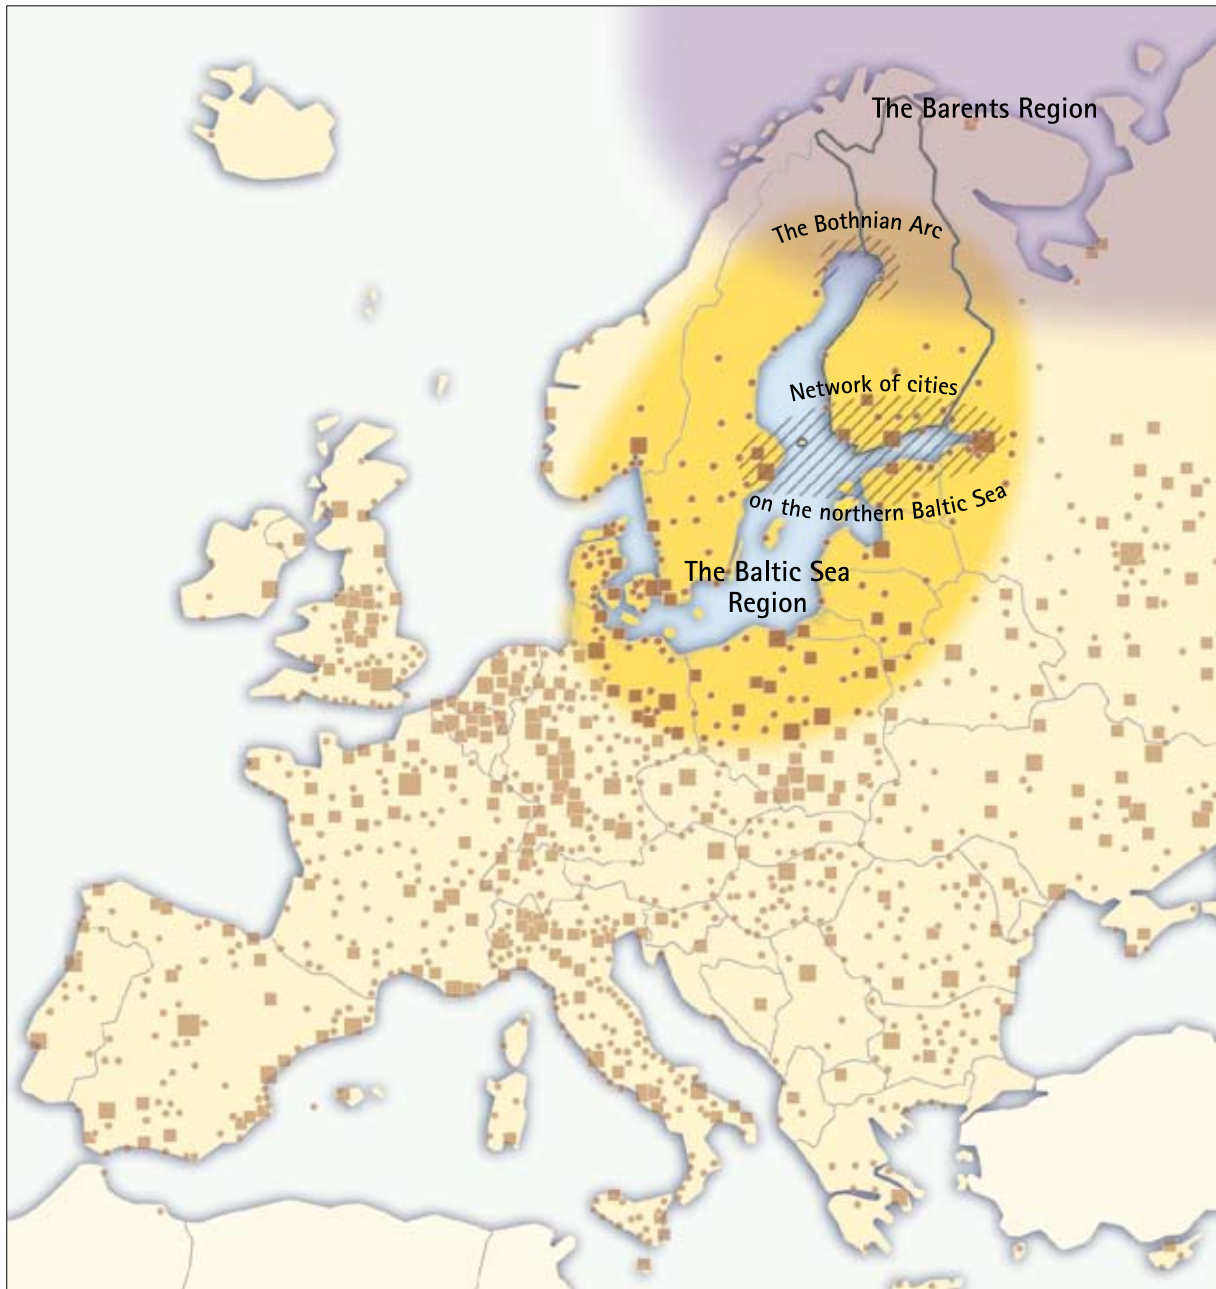 The Barents Region
The Bothnian Arc
Network of cities
on the northern Baltic Sea
The Baltic Sea
Region